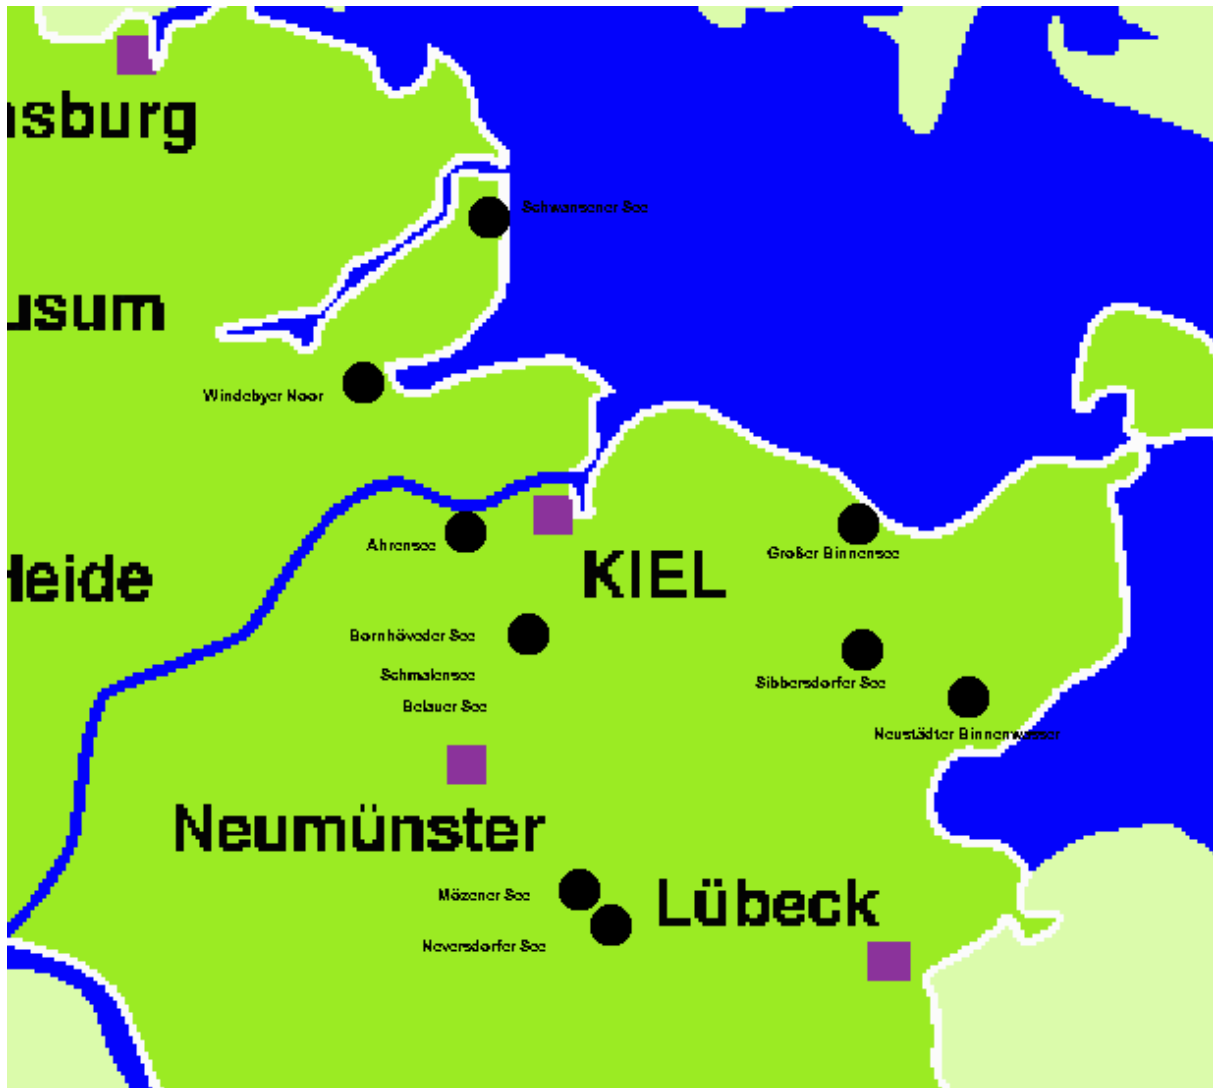 nsburg
Schwansener See
usum
Windebyer Noor
Ahrensee
Großer Binnensee
Heide
KIEL
Bornhöveder See
Schmalensee
Sibbersdorfer See
Belauer See
Neustädter Binnenwasser
Neumünster
Mözener See
Lübeck
Neversdorfer See